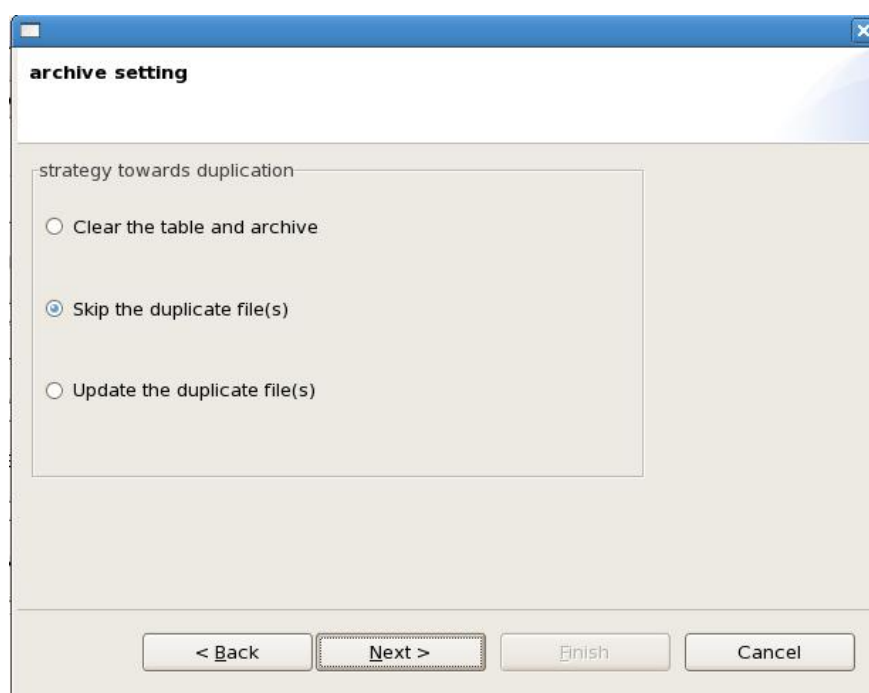 archive setting
strategy towards duplication
Clear the table and archive
Skip the duplicate file(s)
Update the duplicate file(s)
< Back Next > Finish Cancel